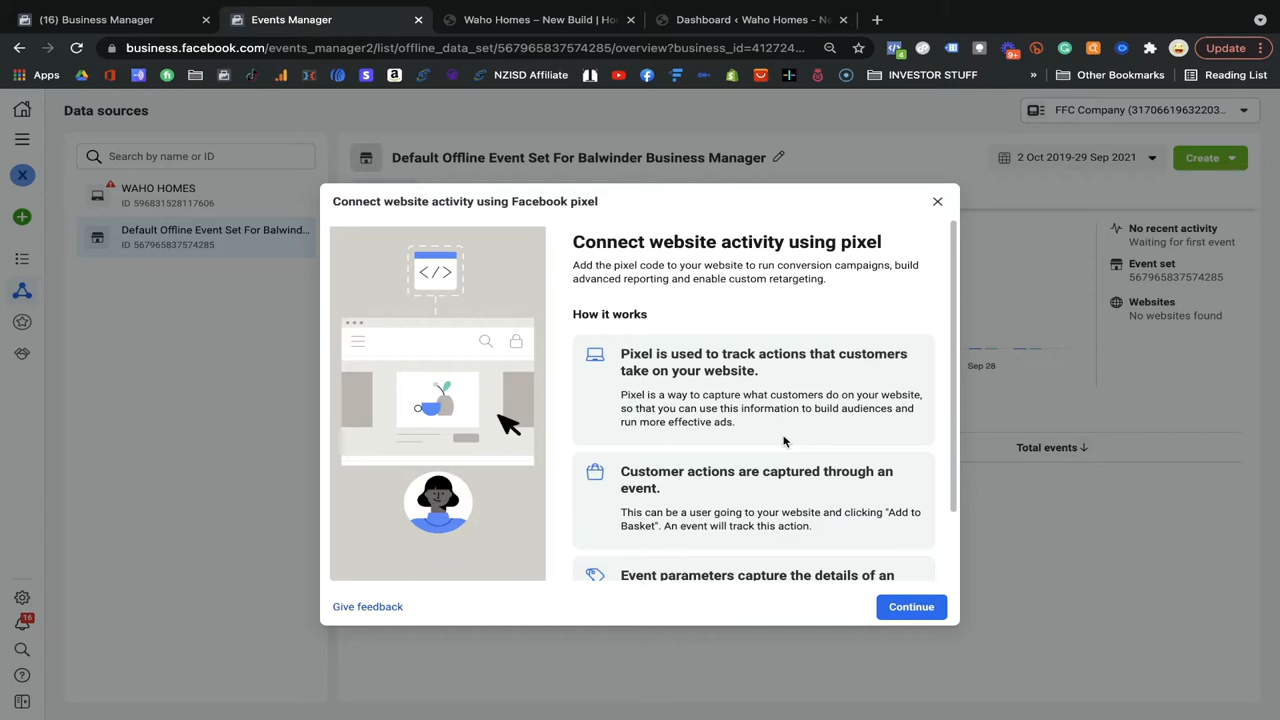 (16) Business Manager
Events Manager
Waho Homes – New Build | Ho
Dashboard ‹ Waho Homes - Ne
business.facebook.com/events_manager2/list/offline_data_set/567965837574285/overview?business_id=412724...
4
9+
Update
Apps
NZISD Affiliate
INVESTOR STUFF
»
Other Bookmarks
Reading List
Data sources
FFC Company (31706619632203...
X
Search by name or ID
WAHO HOMES
ID 596831528117606
Default Offline Event Set For Balwind...
ID 567965837574285
Default Offline Event Set For Balwinder Business Manager
2 Oct 2019-29 Sep 2021
Create
No recent activity
Waiting for first event
Event set
567965837574285
Websites
No websites found
Sep 28
Total events
Connect website activity using Facebook pixel
</>
Connect website activity using pixel
Add the pixel code to your website to run conversion campaigns, build
advanced reporting and enable custom retargeting.
How it works
Pixel is used to track actions that customers
take on your website.
Pixel is a way to capture what customers do on your website,
so that you can use this information to build audiences and
run more effective ads.
Customer actions are captured through an
event.
This can be a user going to your website and clicking "Add to
Basket". An event will track this action.
Event parameters capture the details of an
Give feedback
Continue
16